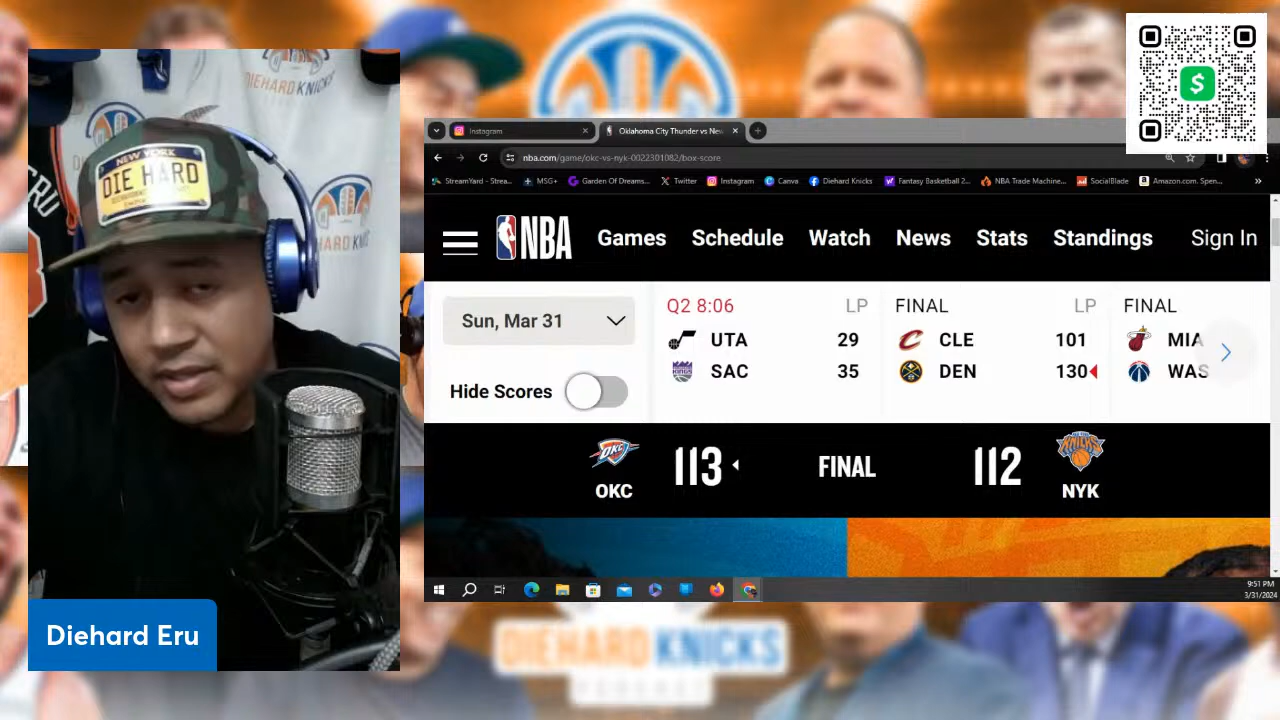 DIEHARD KNICKS
NEW YORK
DIE HARD
Diehard Eru
Instagram
Oklahoma City Thunder vs Nev
nba.com/game/okc-vs-nyk-0022301082/box-score
StreamYard - Strea...
MSG+
Garden Of Dreams...
Twitter
Instagram
Canva
Diehard Knicks
Fantasy Basketball 2...
NBA Trade Machine...
SocialBlade
Amazon.com. Spen...
NBA
Games
Schedule
Watch
News
Stats
Standings
Sign In
Sun, Mar 31
Hide Scores
Q2 8:06
LP
UTA
29
SAC
35
FINAL
LP
CLE
101
DEN
130
FINAL
MIA
WAS
OKC
113
FINAL
112
KNICKS
OKC
NYK
9:51 PM
3/31/2024
DIEHARD KNICKS
PODCAST
$